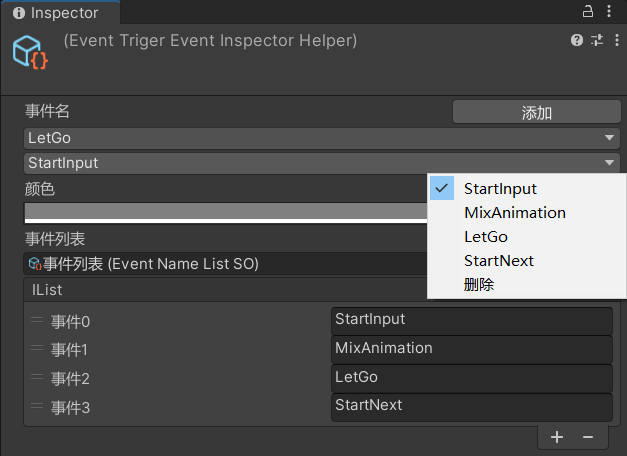 Inspector
(Event Triger Event Inspector Helper)
事件名
添加
LetGo
StartInput
颜色
事件列表
事件列表 (Event Name List SO)
IList
事件0 StartInput
事件1 MixAnimation
事件2 LetGo
事件3 StartNext
StartInput
MixAnimation
LetGo
StartNext
删除